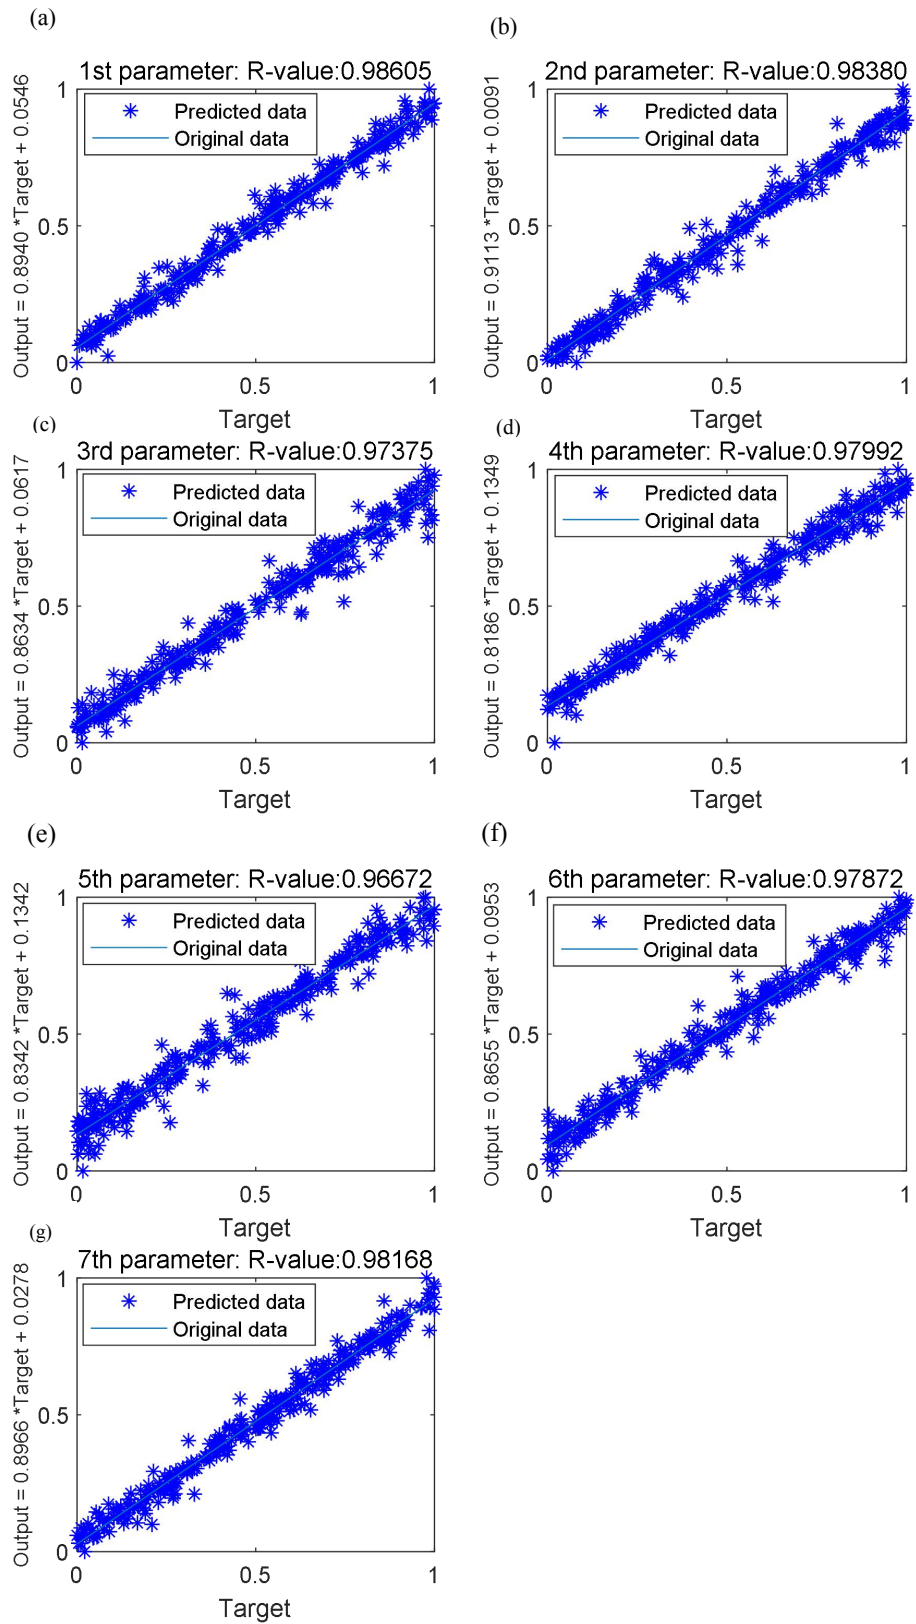 (a)
1st parameter: R-value:0.98605
Output = 0.8940 *Target + 0.0546
1
0.5
0
Predicted data
Original data
0
0.5
1
Target
(b)
2nd parameter: R-value:0.98380
Output = 0.9113 *Target + 0.0091
1
0.5
0
Predicted data
Original data
0
0.5
1
Target
(c)
3rd parameter: R-value:0.97375
Output = 0.8634 *Target + 0.0617
1
0.5
0
Predicted data
Original data
0
0.5
1
Target
(d)
4th parameter: R-value:0.97992
Output = 0.8186 *Target + 0.1349
1
0.5
0
Predicted data
Original data
0
0.5
1
Target
(e)
5th parameter: R-value:0.96672
Output = 0.8342 *Target + 0.1342
1
0.5
0
Predicted data
Original data
0
0.5
1
Target
(f)
6th parameter: R-value:0.97872
Output = 0.8655 *Target + 0.0953
1
0.5
0
Predicted data
Original data
0
0.5
1
Target
(g)
7th parameter: R-value:0.98168
Output = 0.8966 *Target + 0.0278
1
0.5
0
Predicted data
Original data
0
0.5
1
Target